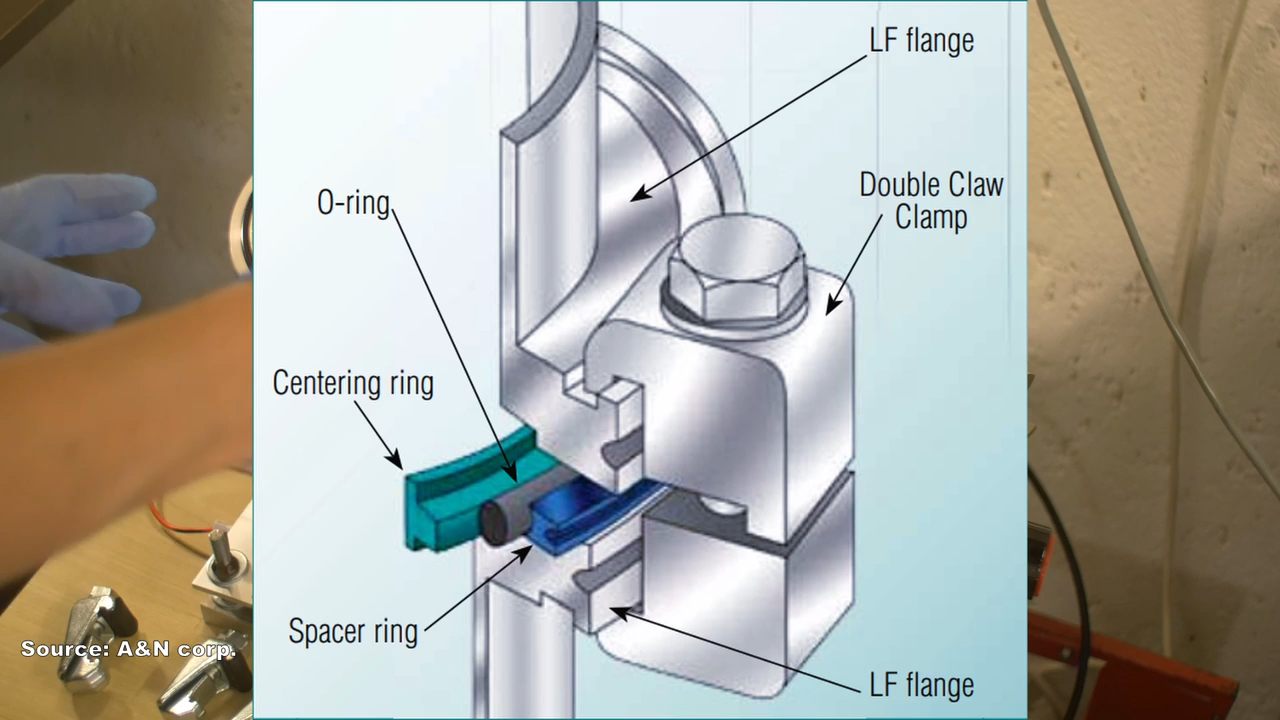 LF flange
Double Claw
Clamp
O-ring
Centering ring
Spacer ring
Source: A&N corp.
LF flange